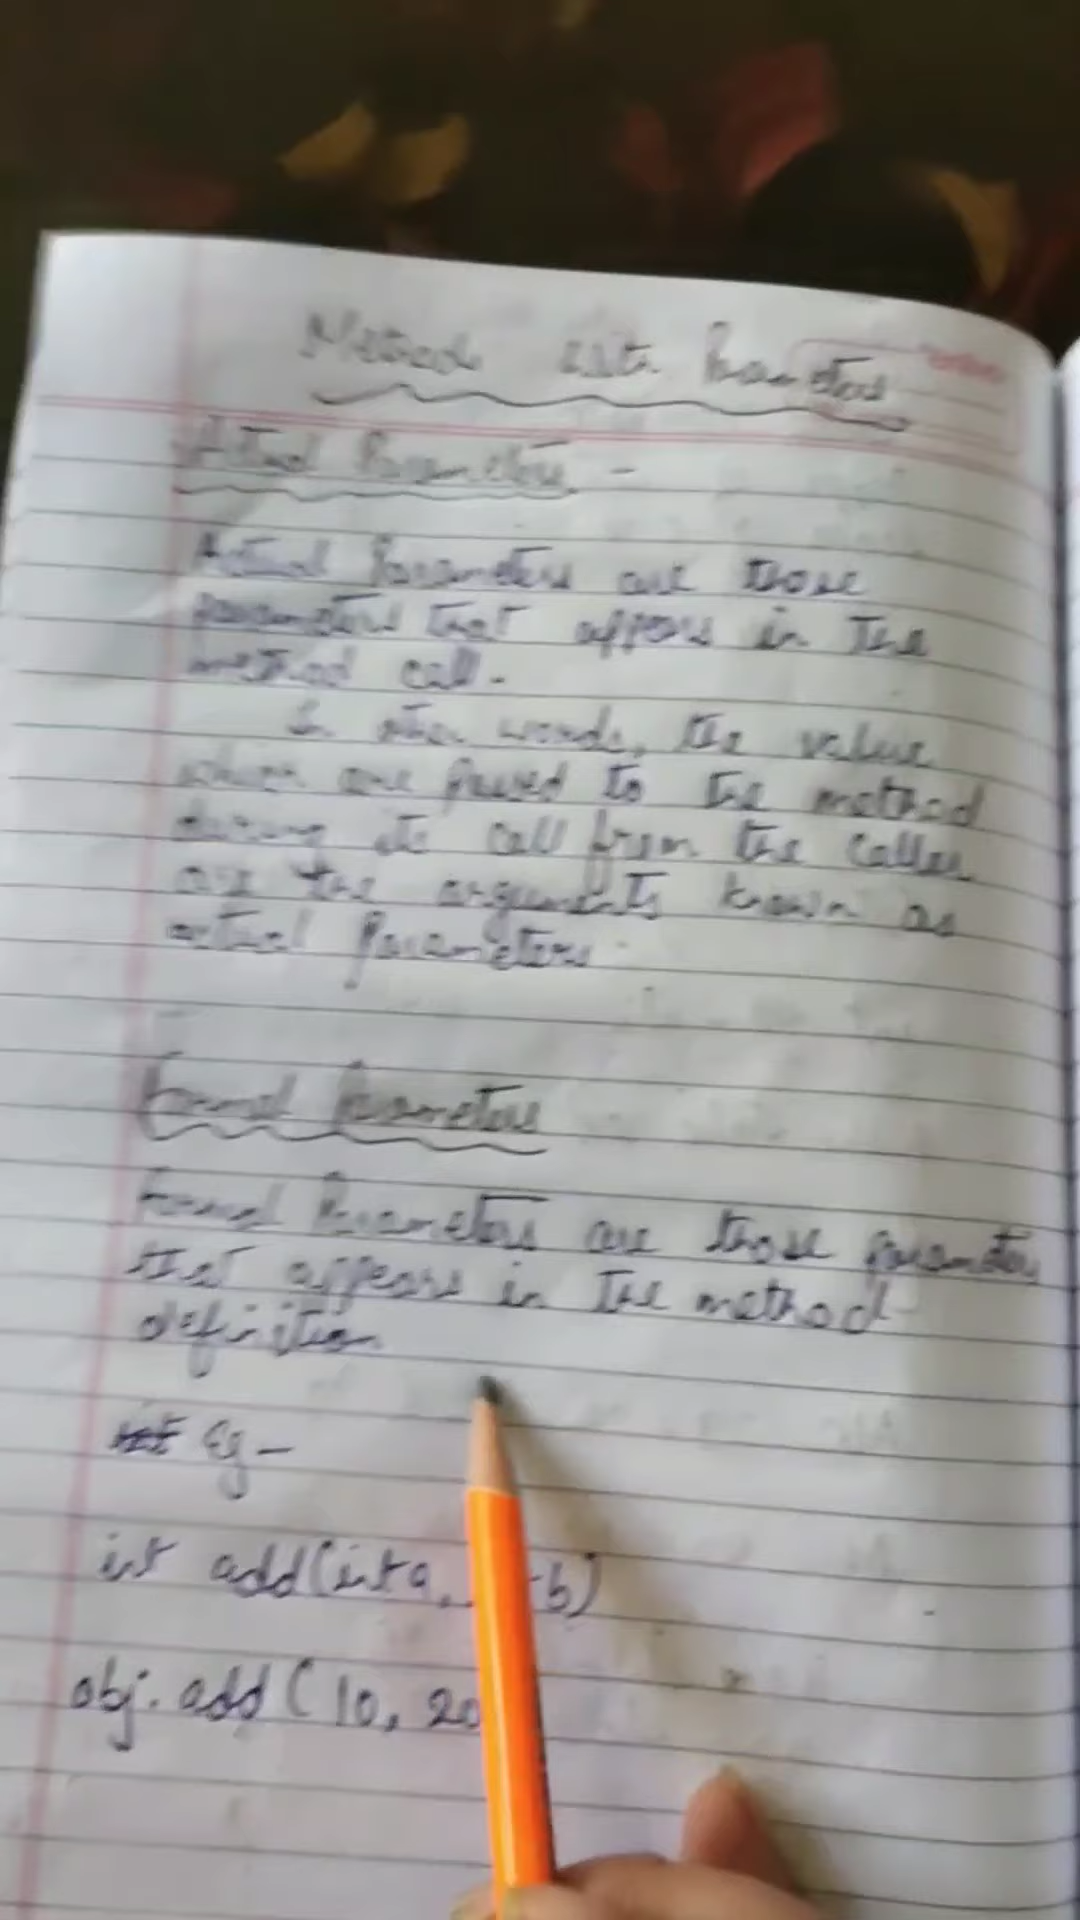 Methods with Parameters
Actual Parameters -
Actual Parameters are those
parameters that appears in the
method call.
In other words, the value
which are passed to the method
during its call from the caller
are the arguments known as
actual Parameters
Formal Parameters
Formal Parameters are those parameters
that appears in the method
definition
Eg -
int add(int a, b)
obj. add ( 10, 20